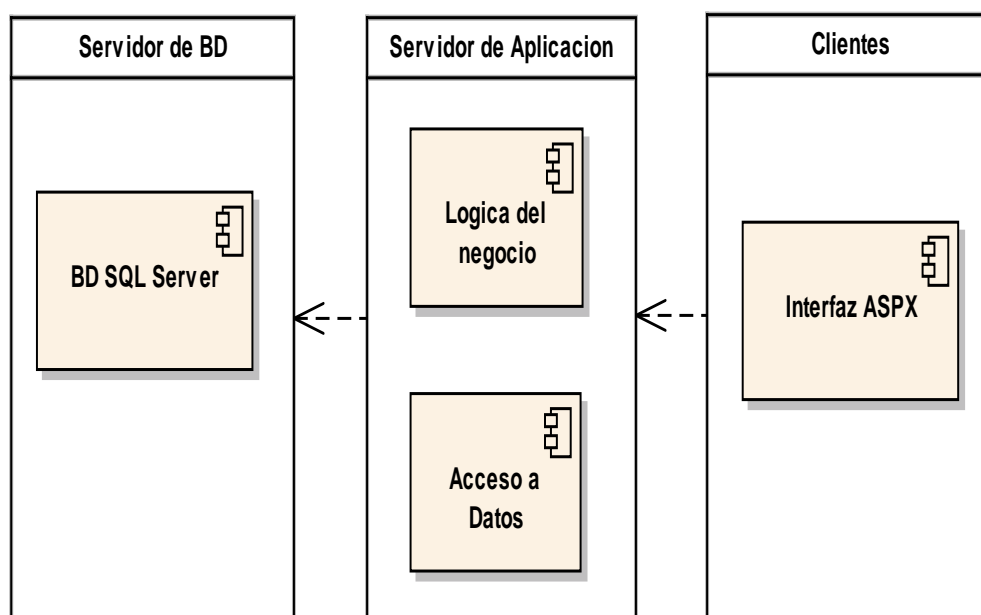 Servidor de BD
Servidor de Aplicacion
Clientes
BD SQL Server
Logica del
negocio
Acceso a
Datos
Interfaz ASPX